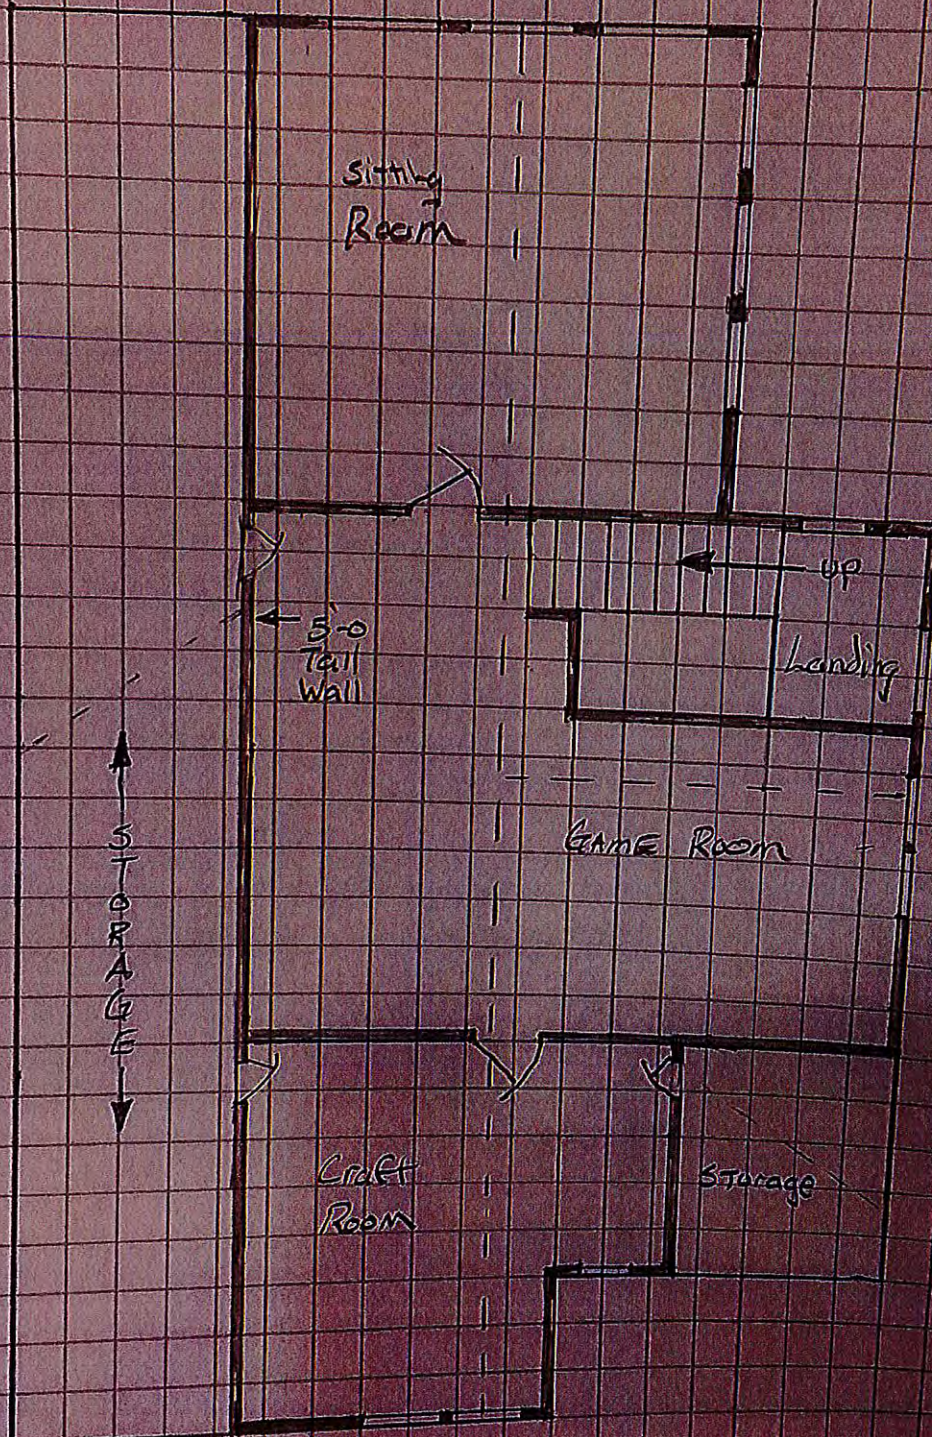 Sitting
Room
UP
5'-0
Tall
Wall
Landing
GAME Room
STORAGE
Craft
Room
Storage